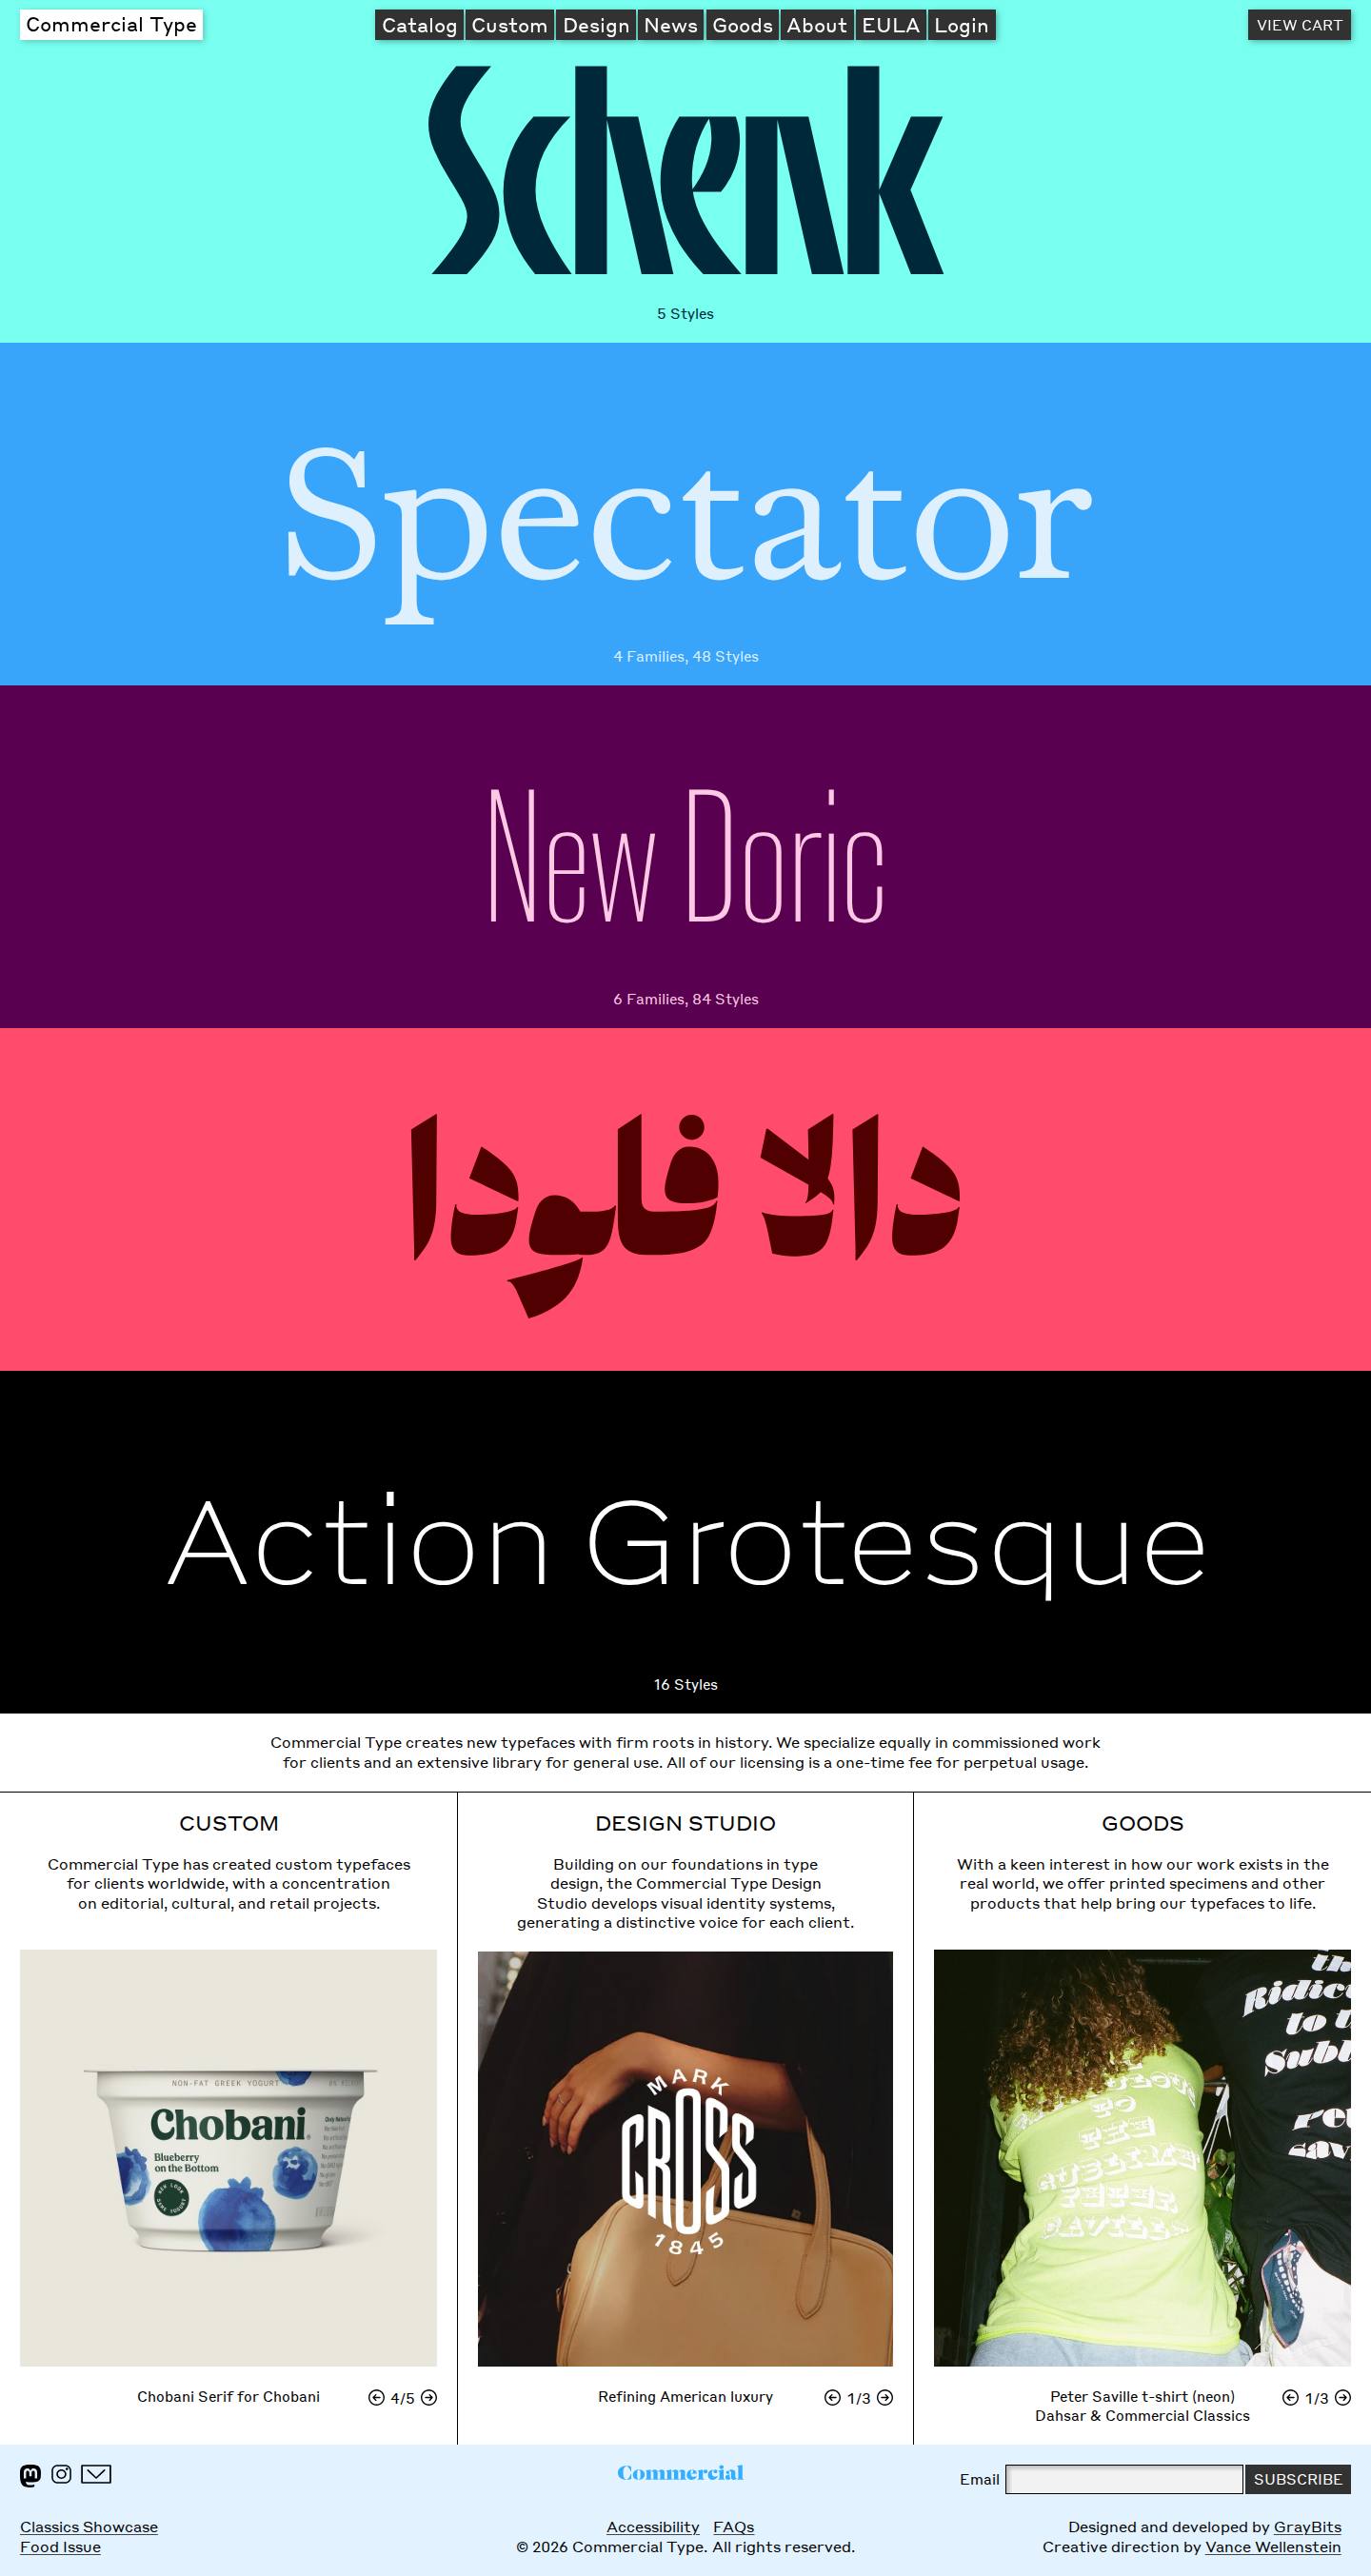 Commercial Type
Catalog Custom Design News Goods About EULA Login
VIEW CART
Schenk
5 Styles
Spectator
4 Families, 48 Styles
New Doric
6 Families, 84 Styles
دالا فلودا
Action Grotesque
16 Styles
Commercial Type creates new typefaces with firm roots in history. We specialize equally in commissioned work
for clients and an extensive library for general use. All of our licensing is a one-time fee for perpetual usage.
CUSTOM
Commercial Type has created custom typefaces
for clients worldwide, with a concentration
on editorial, cultural, and retail projects.
NON-FAT GREEK YOGURT
Chobani
Blueberry
on the Bottom
Chobani Serif for Chobani
4/5
DESIGN STUDIO
Building on our foundations in type
design, the Commercial Type Design
Studio develops visual identity systems,
generating a distinctive voice for each client.
MARK
CROSS
1845
Refining American luxury
1/3
GOODS
With a keen interest in how our work exists in the
real world, we offer printed specimens and other
products that help bring our typefaces to life.
to
THE
SUBLIME
PETER
SAVILLE
Peter Saville t-shirt (neon)
Dahsar & Commercial Classics
1/3
Commercial
Email
SUBSCRIBE
Classics Showcase
Food Issue
Accessibility FAQs
© 2026 Commercial Type. All rights reserved.
Designed and developed by GrayBits
Creative direction by Vance Wellenstein